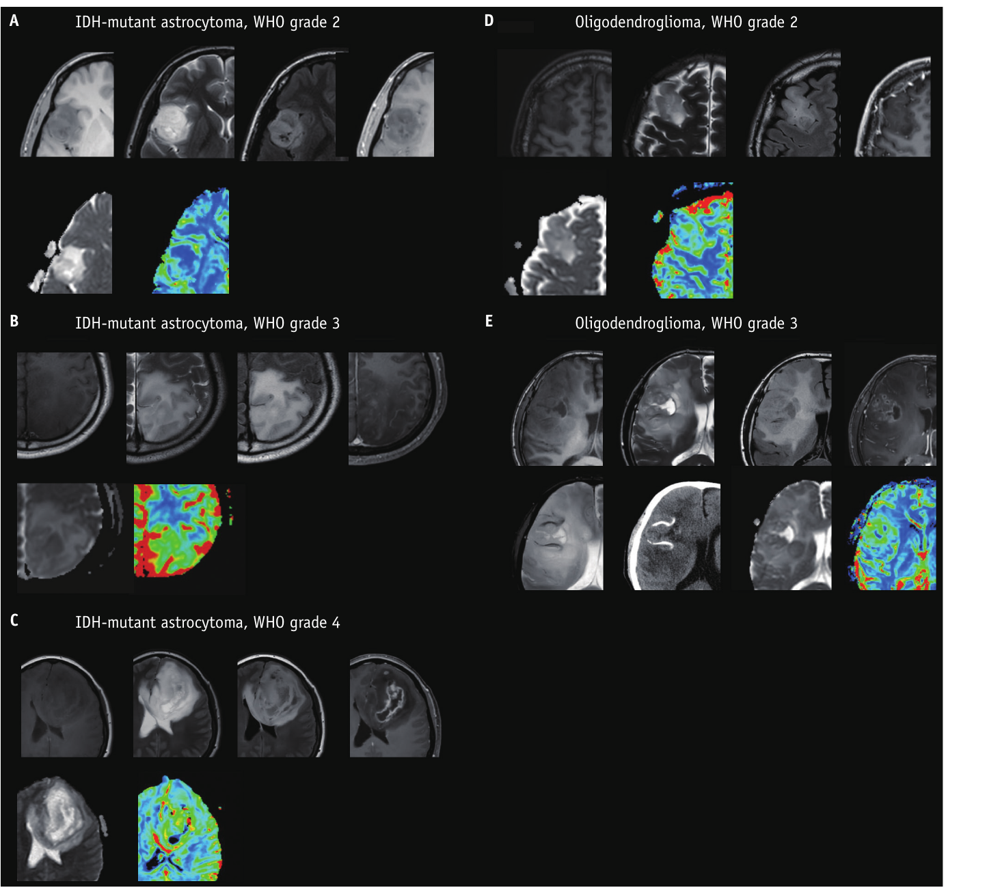 A IDH-mutant astrocytoma, WHO grade 2
D Oligodendroglioma, WHO grade 2
B IDH-mutant astrocytoma, WHO grade 3
E Oligodendroglioma, WHO grade 3
C IDH-mutant astrocytoma, WHO grade 4